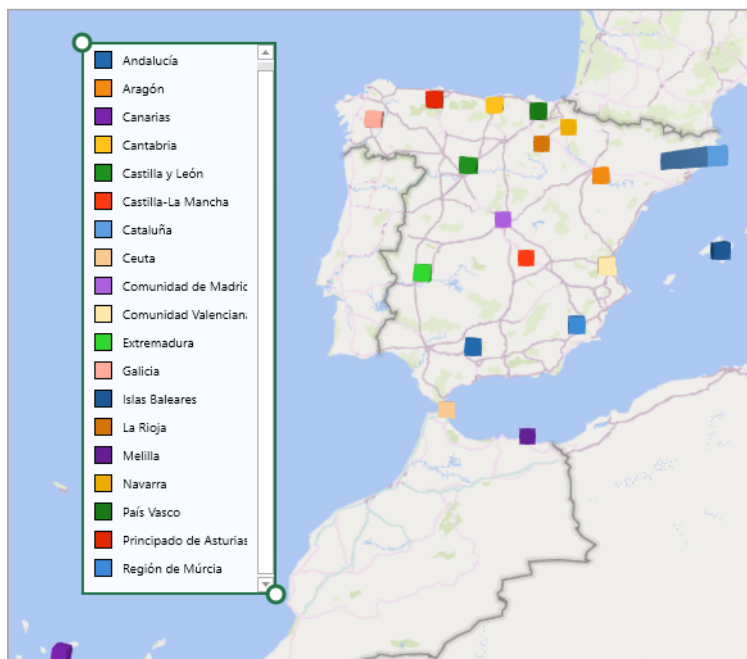 Andalucía
Aragón
Canarias
Cantabria
Castilla y León
Castilla-La Mancha
Cataluña
Ceuta
Comunidad de Madric
Comunidad Valenciana
Extremadura
Galicia
Islas Baleares
La Rioja
Melilla
Navarra
País Vasco
Principado de Asturias
Región de Múrcia